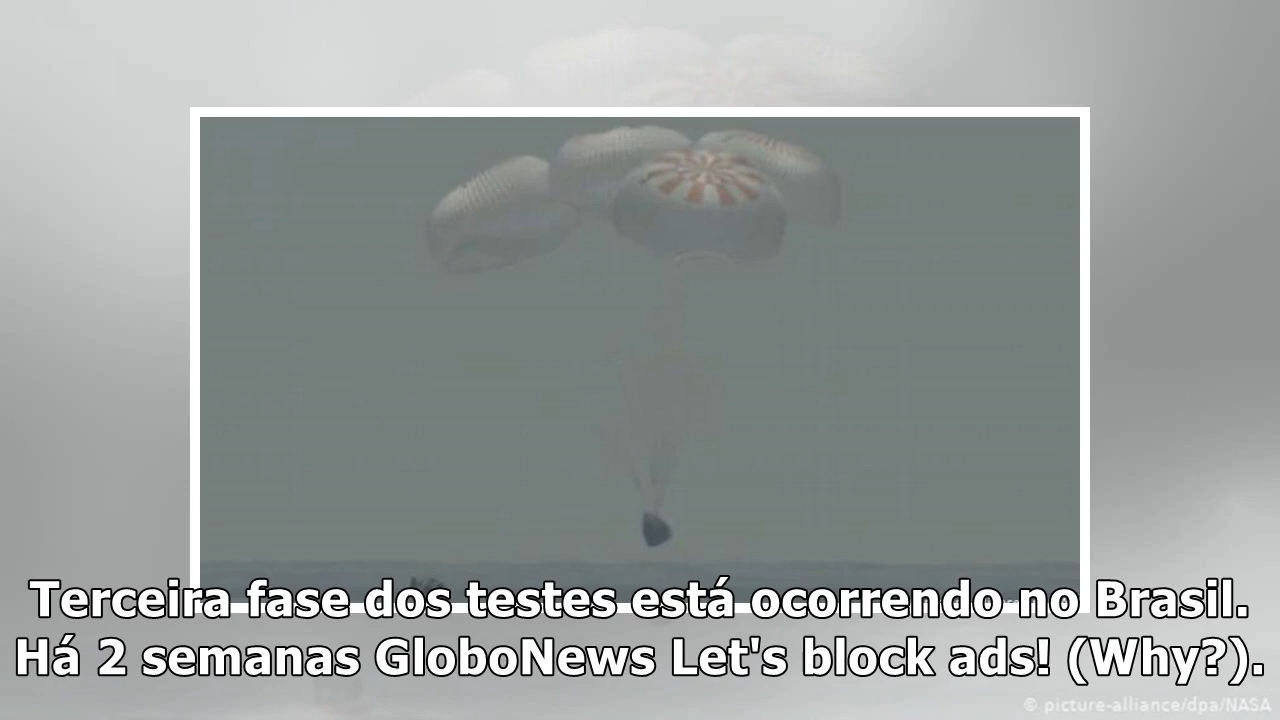 Terceira fase dos testes está ocorrendo no Brasil.
Há 2 semanas GloboNews Let's block ads! (Why?).
© picture-alliance/dpa/NASA